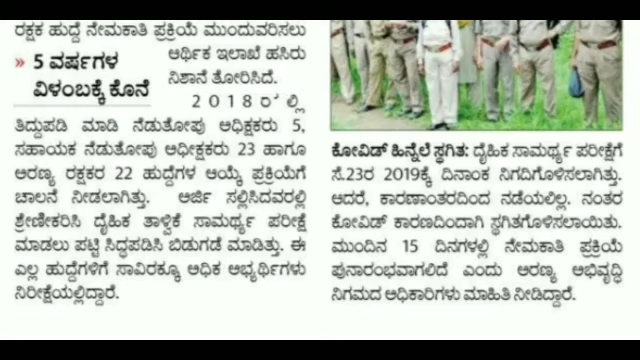 ರಕ್ಷಕ ಹುದ್ದೆ ನೇಮಕಾತಿ ಪ್ರಕ್ರಿಯೆ ಮುಂದುವರಿಸಲು
» 5 ವರ್ಷಗಳ
ವಿಳಂಬಕ್ಕೆ ಕೊನೆ
ಆರ್ಥಿಕ ಇಲಾಖೆ ಹಸಿರು
ನಿಶಾನೆ ತೋರಿಸಿದೆ.
2018ರಲ್ಲಿ
ತಿದ್ದುಪಡಿ ಮಾಡಿ ನೆಡುತೋಪು ಅಧಿಕ್ಷಕರು 5,
ಸಹಾಯಕ ನೆಡುತೋಪು ಅಧೀಕ್ಷಕರು 23 ಹಾಗೂ
ಅರಣ್ಯ ರಕ್ಷಕರ 22 ಹುದ್ದೆಗಳ ಆಯ್ಕೆ ಪ್ರಕ್ರಿಯೆಗೆ
ಚಾಲನೆ ನೀಡಲಾಗಿತ್ತು. ಅರ್ಜಿ ಸಲ್ಲಿಸಿದವರಲ್ಲಿ
ಶ್ರೇಣೀಕರಿಸಿ ದೈಹಿಕ ತಾಳ್ವಿಕೆ ಸಾಮರ್ಥ್ಯ ಪರೀಕ್ಷೆ
ಮಾಡಲು ಪಟ್ಟಿ ಸಿದ್ಧಪಡಿಸಿ ಬಿಡುಗಡೆ ಮಾಡಿತ್ತು. ಈ
ಎಲ್ಲ ಹುದ್ದೆಗಳಿಗೆ ಸಾವಿರಕ್ಕೂ ಅಧಿಕ ಅಭ್ಯರ್ಥಿಗಳು
ನಿರೀಕ್ಷೆಯಲ್ಲಿದ್ದಾರೆ.
ಕೋವಿಡ್ ಹಿನ್ನೆಲೆ ಸ್ಥಗಿತ: ದೈಹಿಕ ಸಾಮರ್ಥ್ಯ ಪರೀಕ್ಷೆಗೆ
ಸೆ.23ರ 2019ಕ್ಕೆ ದಿನಾಂಕ ನಿಗದಿಗೊಳಿಸಲಾಗಿತ್ತು.
ಆದರೆ, ಕಾರಣಾಂತರದಿಂದ ನಡೆಯಲಿಲ್ಲ. ನಂತರ
ಕೋವಿಡ್ ಕಾರಣದಿಂದಾಗಿ ಸ್ಥಗಿತಗೊಳಿಸಲಾಯಿತು.
ಮುಂದಿನ 15 ದಿನಗಳಲ್ಲಿ ನೇಮಕಾತಿ ಪ್ರಕ್ರಿಯೆ
ಪುನಾರಂಭವಾಗಲಿದೆ ಎಂದು ಅರಣ್ಯ ಅಭಿವೃದ್ಧಿ
ನಿಗಮದ ಅಧಿಕಾರಿಗಳು ಮಾಹಿತಿ ನೀಡಿದ್ದಾರೆ.